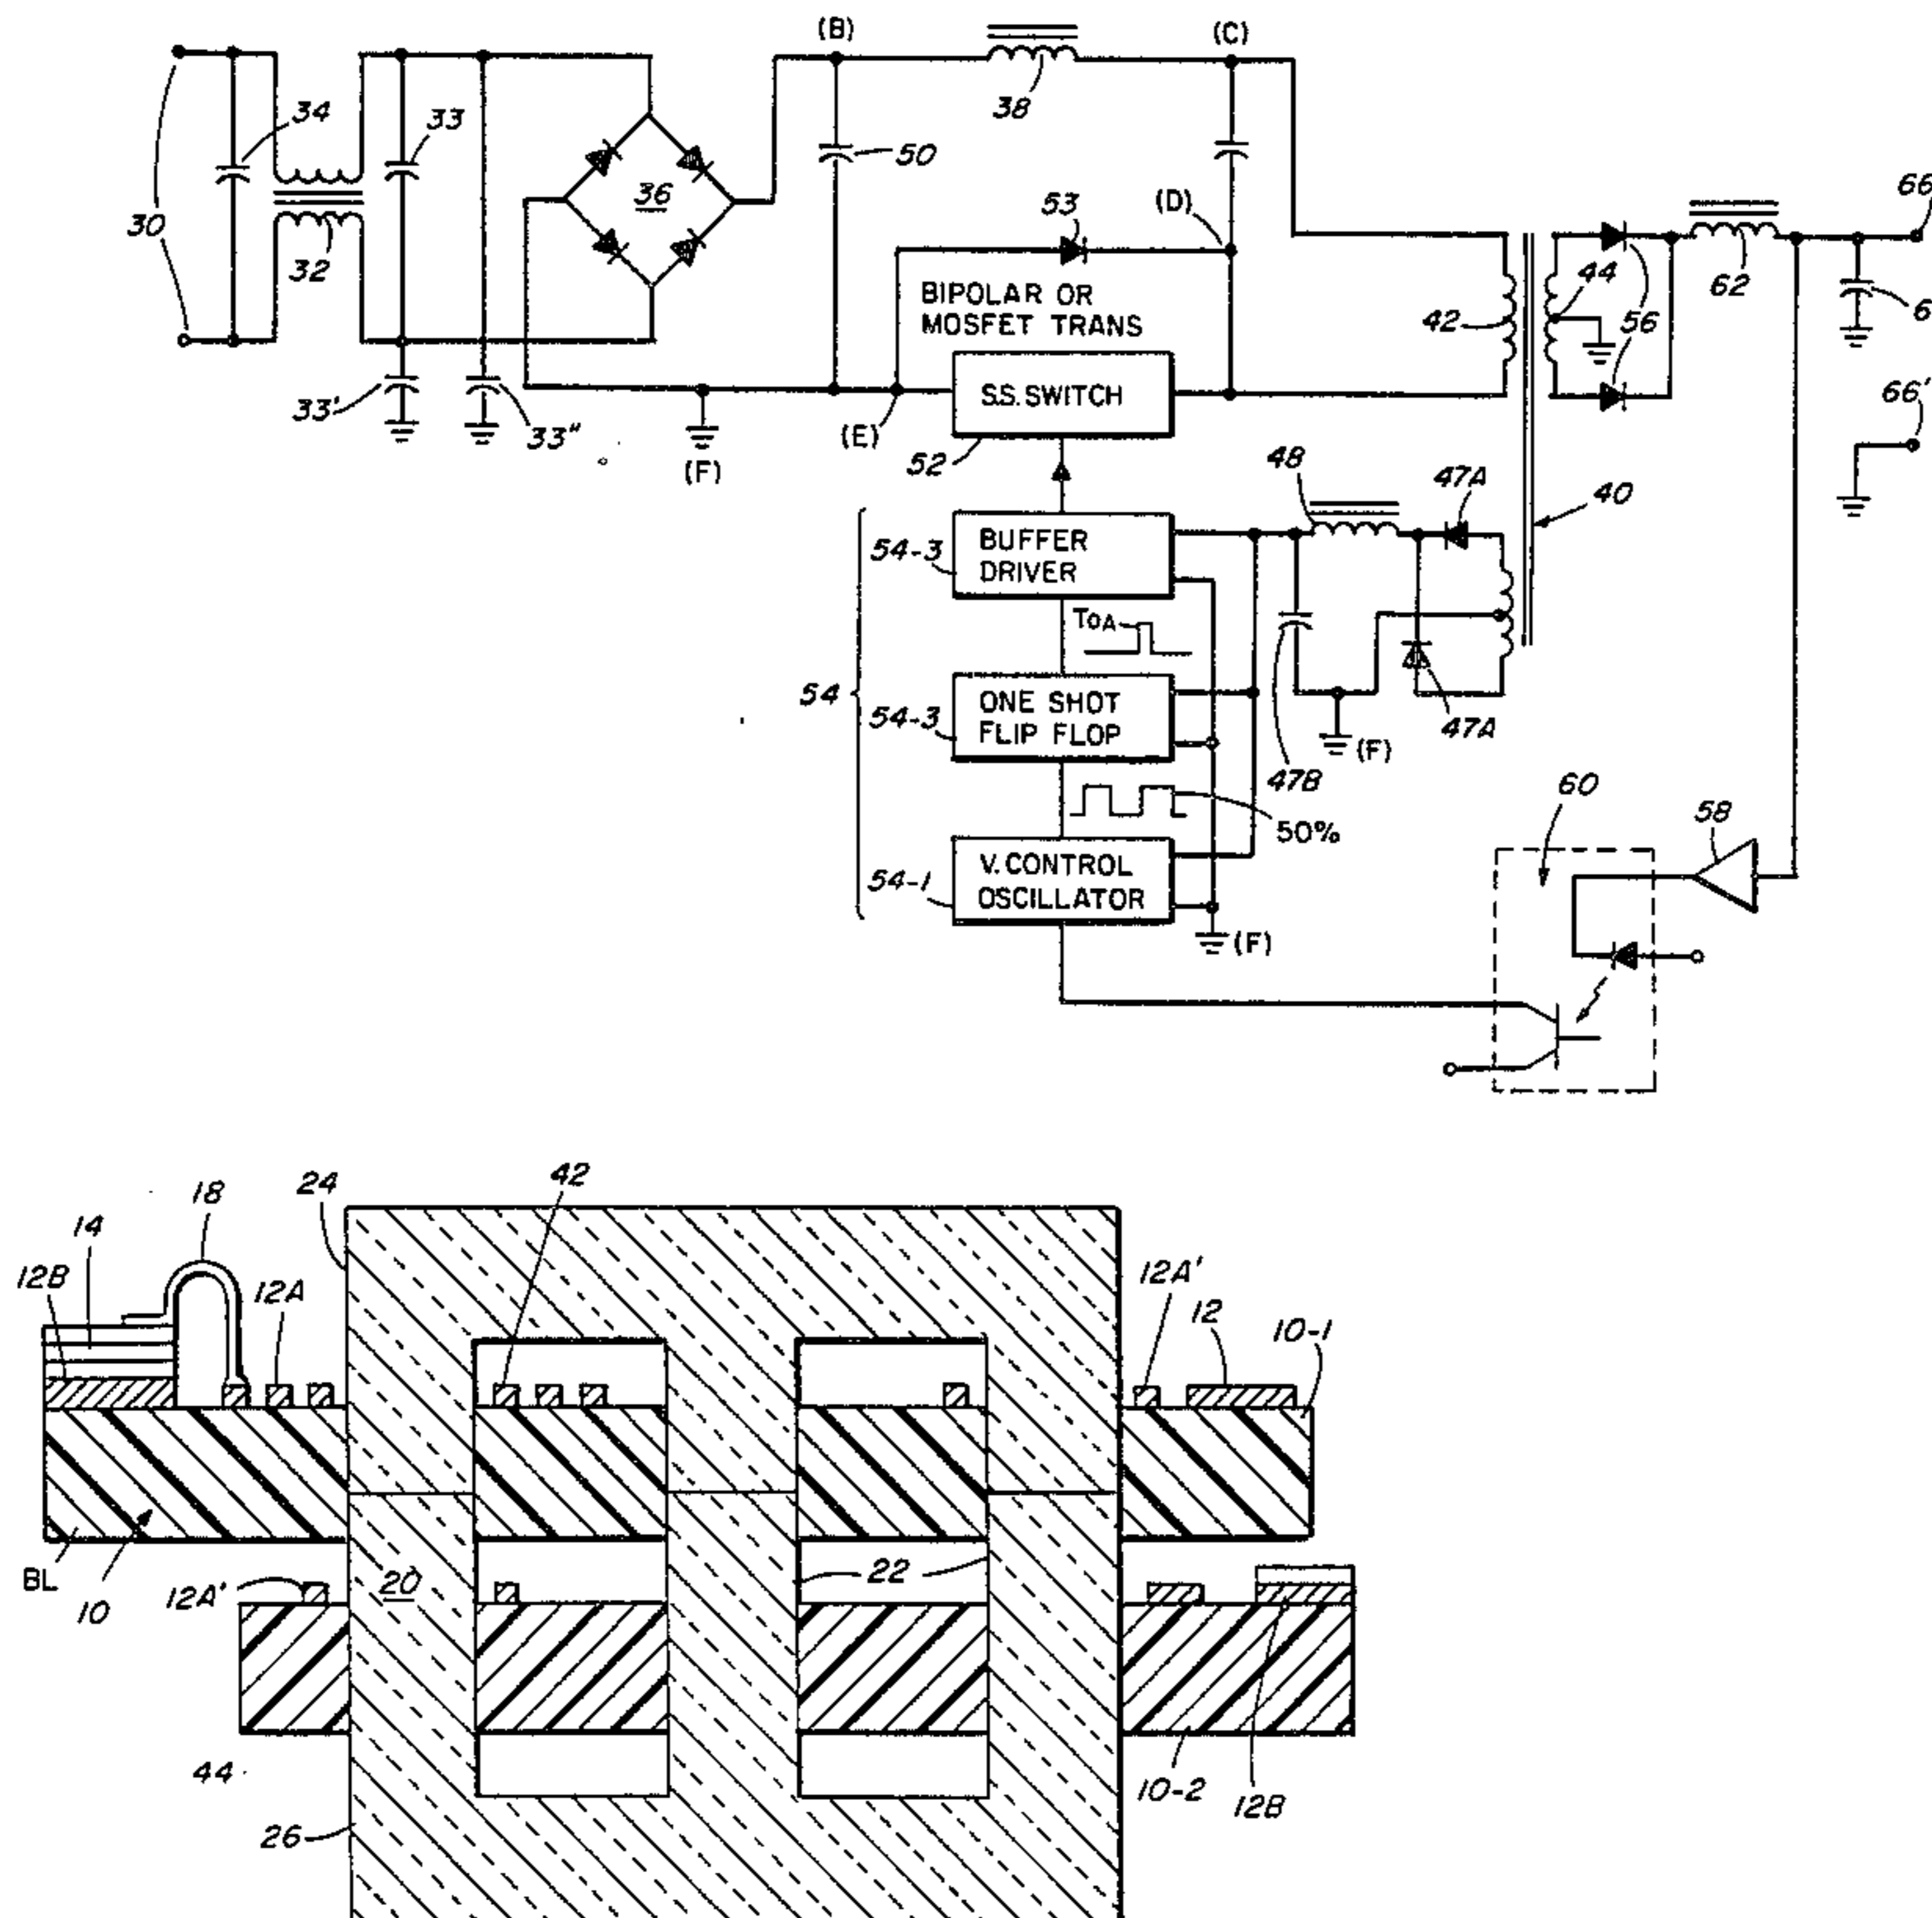 (B)
(C)
34
33
38
50
66
36
53
(D)
30
32
BIPOLAR OR
MOSFET TRANS
42
44
56
62
S.S. SWITCH
33'
33"
(F)
(E)
52
66'
48
47A
40
54-3
BUFFER
DRIVER
TOA
54
54-3
ONE SHOT
FLIP FLOP
47A
(F)
47B
50%
60
58
54-1
V. CONTROL
OSCILLATOR
(F)
24
18
42
14
12B
12A
12A'
12
10-1
BL
10
12A'
20
22
44
10-2
12B
26